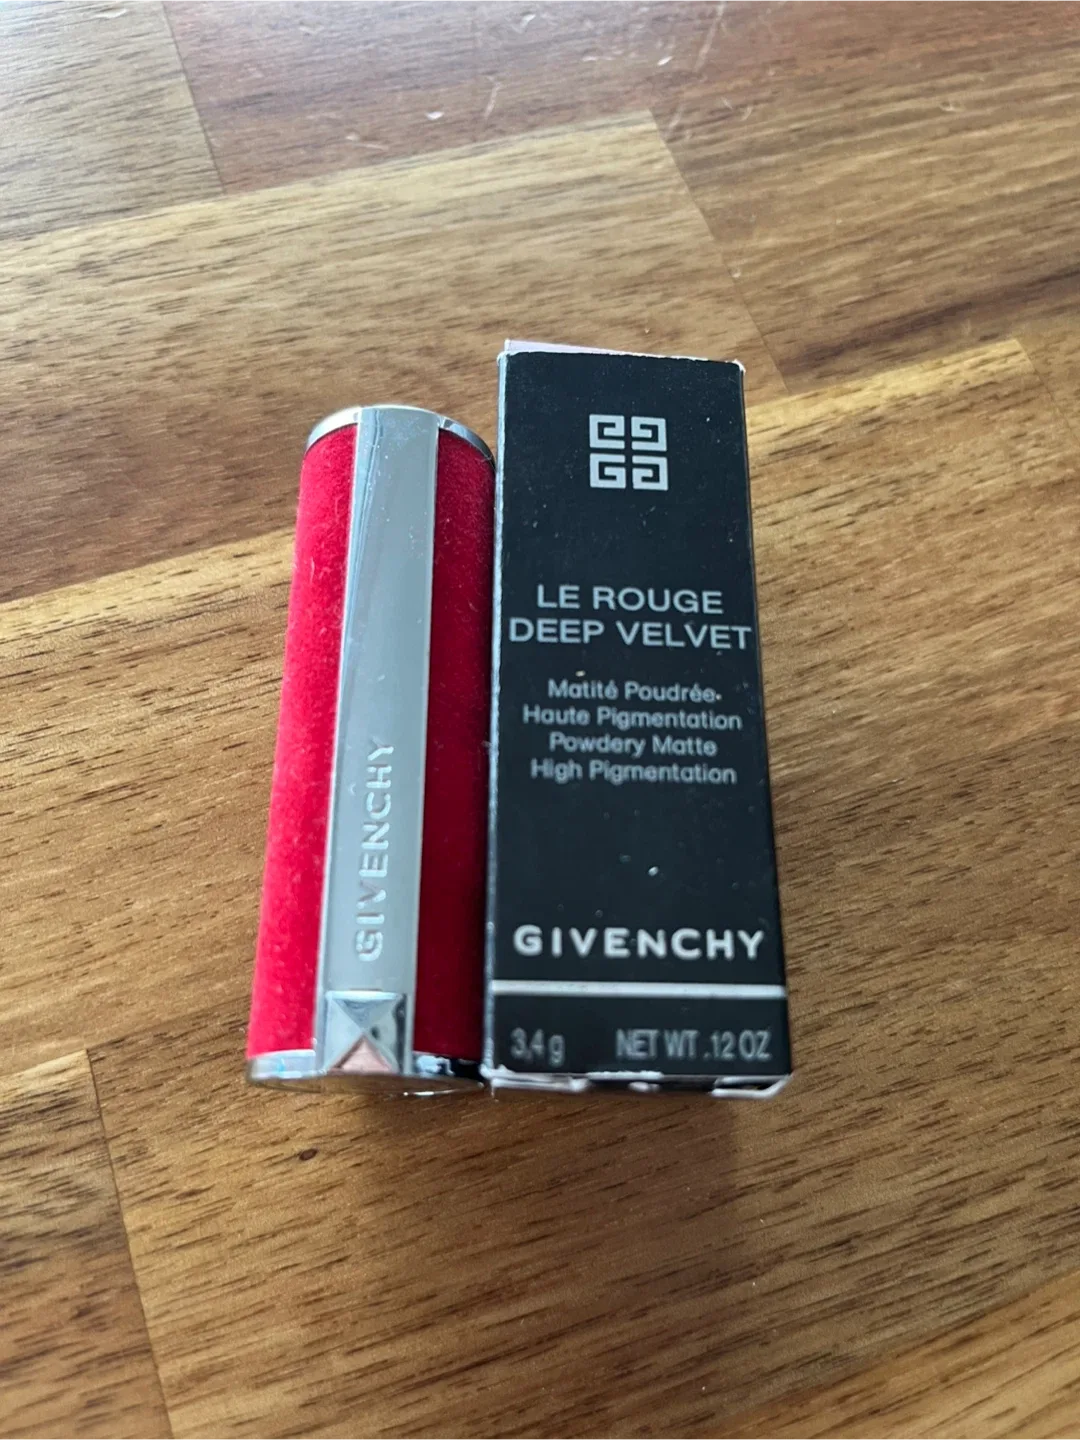 GIVENCHY
LE ROUGE
DEEP VELVET
Matité Poudrée
Haute Pigmentation
Powdery Matte
High Pigmentation
GIVENCHY
3,4 g NET WT .12 OZ